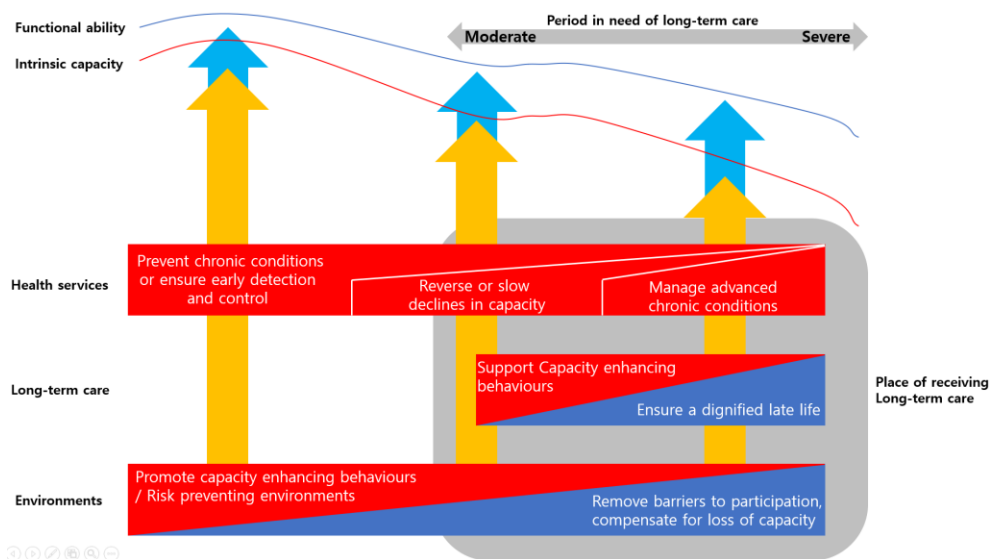 Functional ability
Intrinsic capacity
Period in need of long-term care
Moderate
Severe
Health services
Prevent chronic conditions
or ensure early detection
and control
Reverse or slow
declines in capacity
Manage advanced
chronic conditions
Long-term care
Support Capacity enhancing
behaviours
Ensure a dignified late life
Place of receiving
Long-term care
Environments
Promote capacity enhancing behaviours
/ Risk preventing environments
Remove barriers to participation,
compensate for loss of capacity